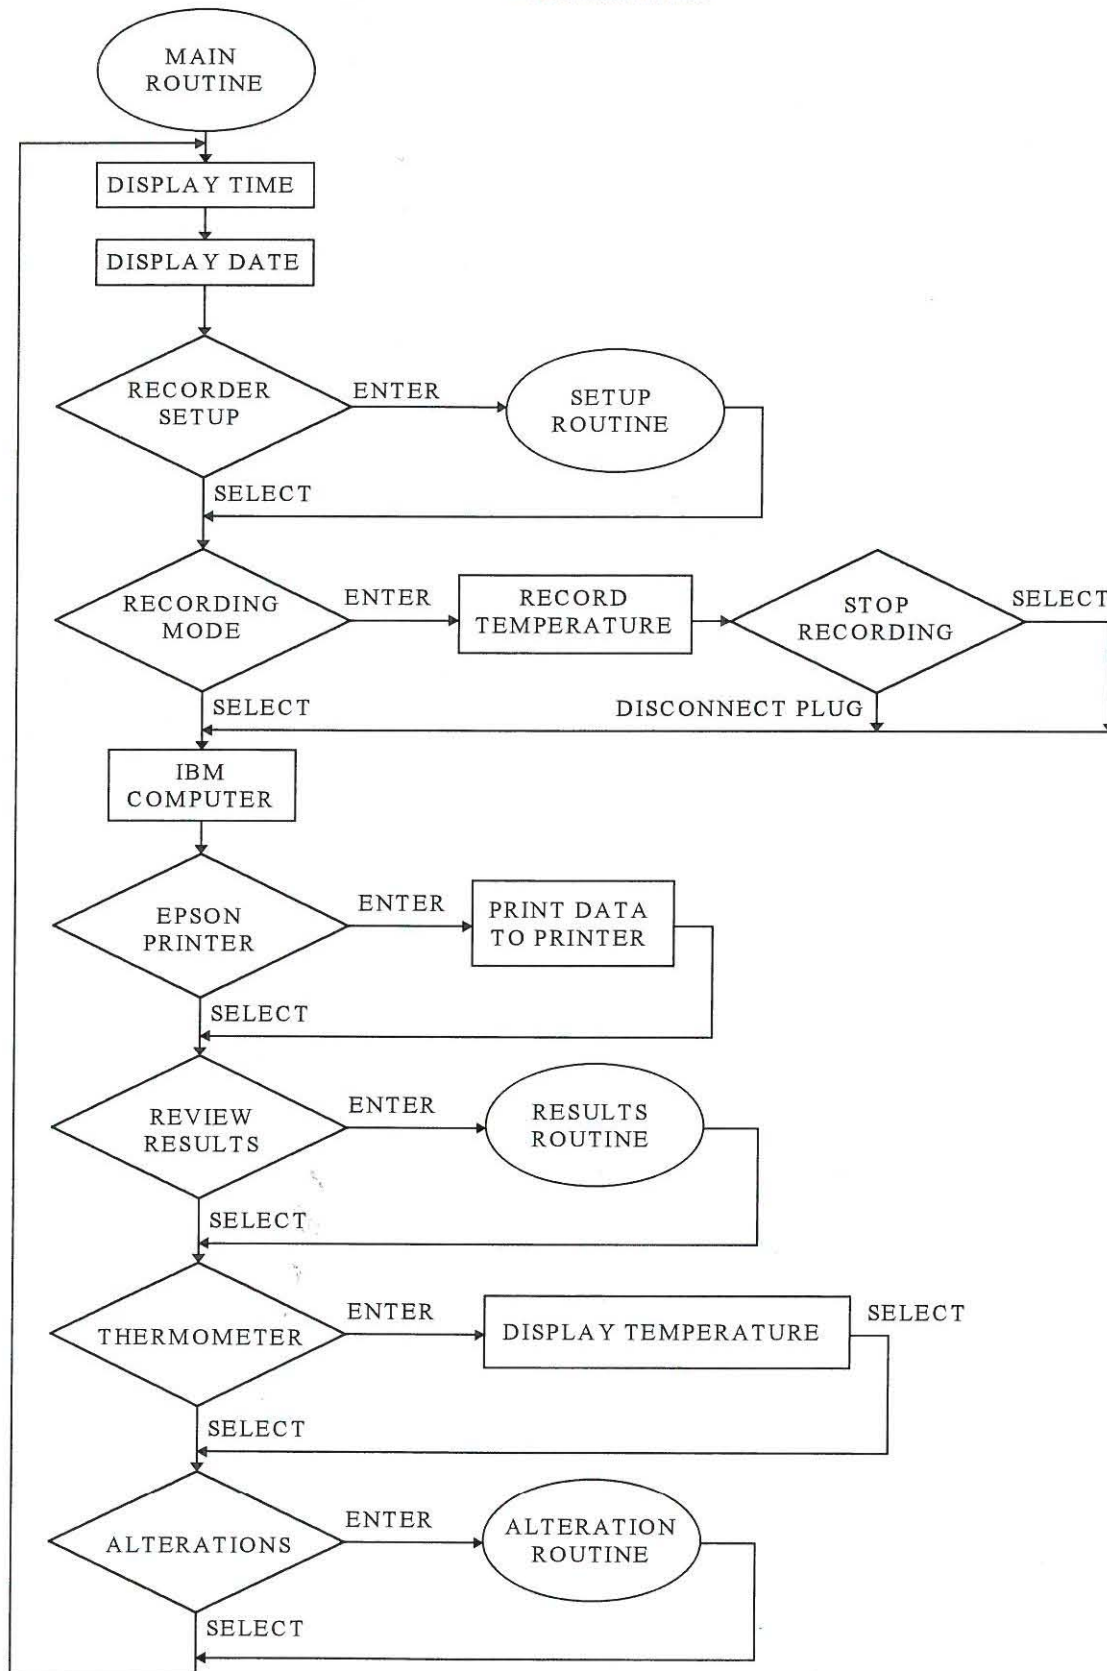 MAIN
ROUTINE
DISPLAY TIME
DISPLAY DATE
RECORDER
SETUP
ENTER
SETUP
ROUTINE
SELECT
RECORDING
MODE
ENTER
RECORD
TEMPERATURE
STOP
RECORDING
SELECT
SELECT
DISCONNECT PLUG
IBM
COMPUTER
EPSON
PRINTER
ENTER
PRINT DATA
TO PRINTER
SELECT
REVIEW
RESULTS
ENTER
RESULTS
ROUTINE
SELECT
THERMOMETER
ENTER
DISPLAY TEMPERATURE
SELECT
SELECT
ALTERATIONS
ENTER
ALTERATION
ROUTINE
SELECT